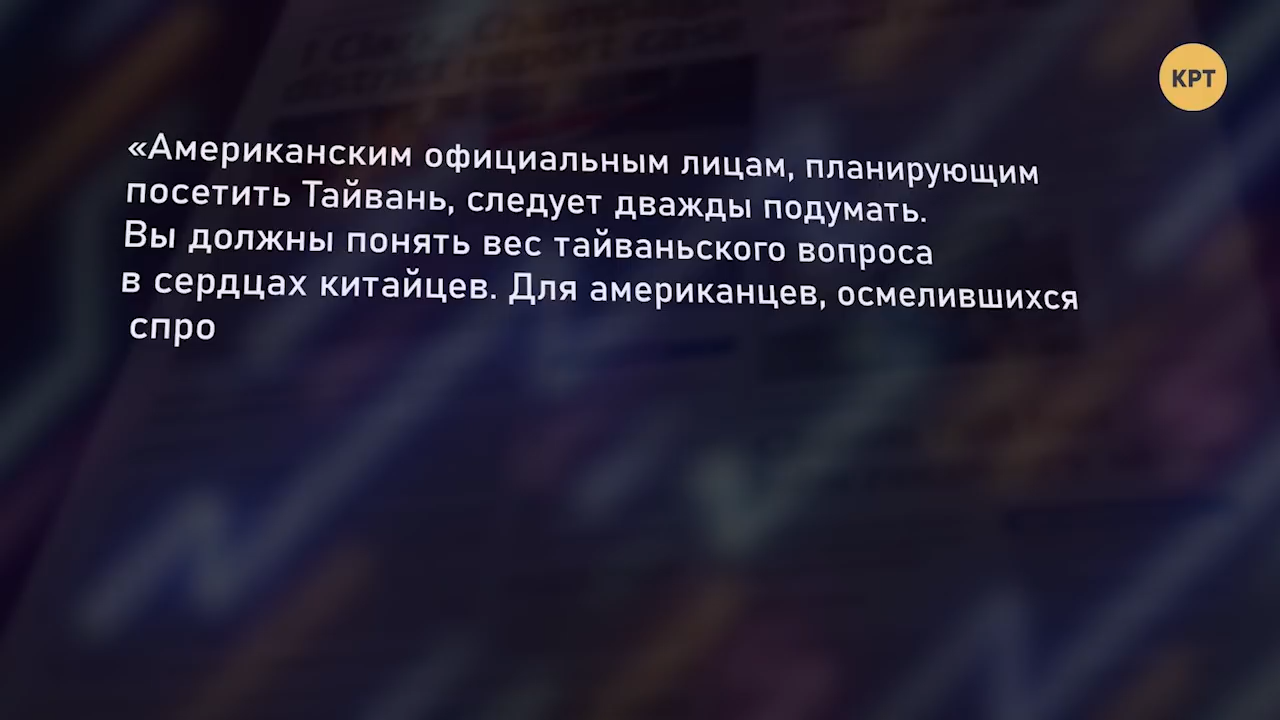 КРТ
«Американским официальным лицам, планирующим
посетить Тайвань, следует дважды подумать.
Вы должны понять вес тайваньского вопроса
в сердцах китайцев. Для американцев, осмелившихся
спро